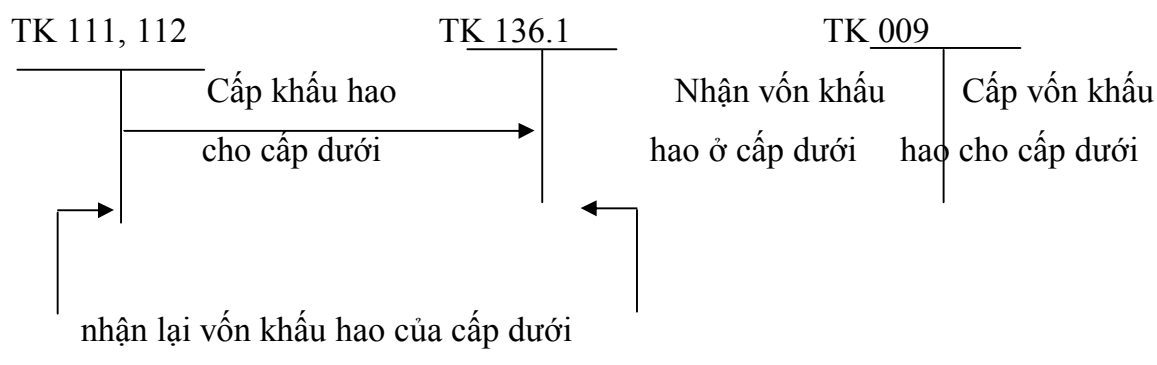 TK 111, 112 TK 136.1 TK 009
Cấp khấu hao Nhận vốn khấu Cấp vốn khấu
cho cấp dưới hao ở cấp dưới hao cho cấp dưới
nhận lại vốn khấu hao của cấp dưới